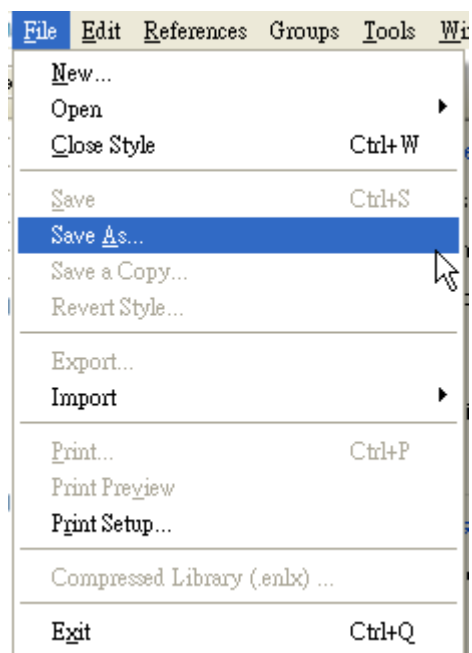 File Edit References Groups Tools
New...
Open
Close Style Ctrl+W
Save Ctrl+S
Save As...
Save a Copy...
Revert Style...
Export...
Import
Print... Ctrl+P
Print Preview
Print Setup...
Compressed Library (.enlx) ...
Exit Ctrl+Q